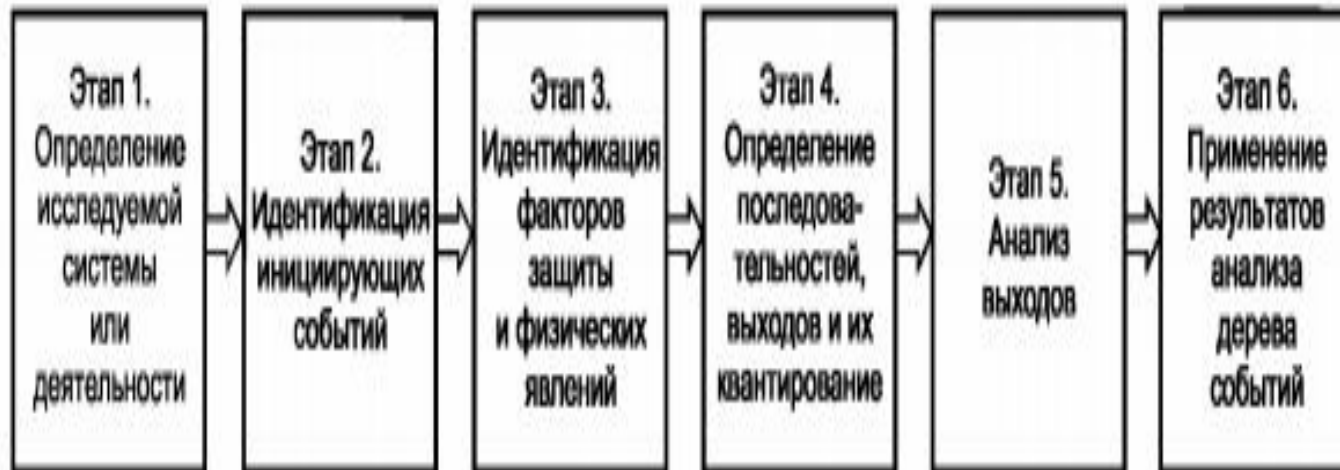 Этап 1.
Определение
исследуемой
системы
или
деятельности
Этап 2.
Идентификация
инициирующих
событий
Этап 3.
Идентификация
факторов
защиты
и физических
явлений
Этап 4.
Определение
последова-
тельностей,
выходов и их
квантирование
Этап 5.
Анализ
выходов
Этап 6.
Применение
результатов
анализа
дерева
событий